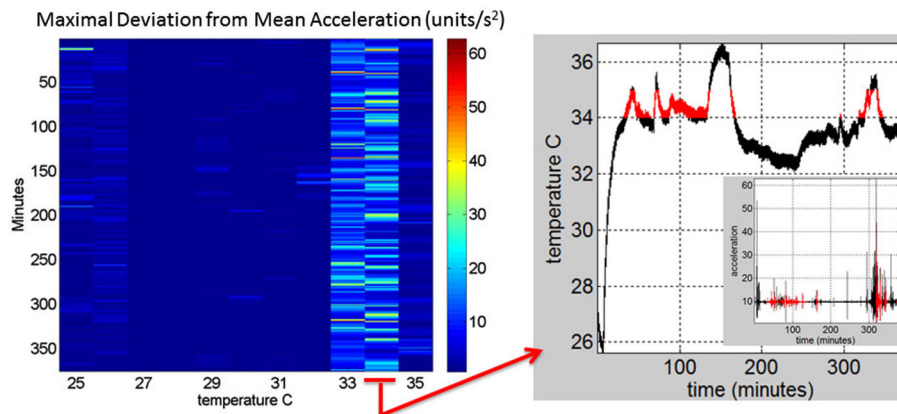 Maximal Deviation from Mean Acceleration (units/s²)
Minutes
50
100
150
200
250
300
350
25 27 29 31 33 35
temperature C
60
50
40
30
20
10
temperature C
36
34
32
30
28
26
100 200 300
time (minutes)
acceleration
60
50
40
30
20
10
100 200 300
time (minutes)